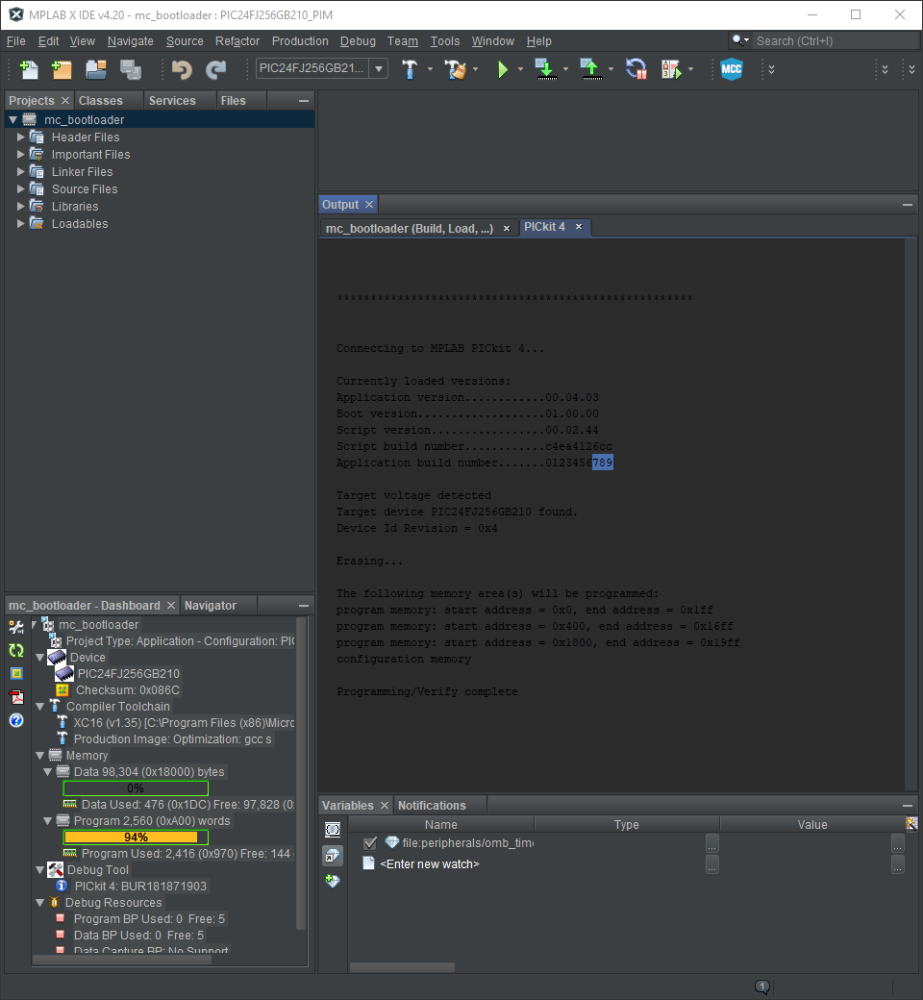 MPLAB X IDE v4.20 - mc_bootloader : PIC24FJ256GB210_PIM
File Edit View Navigate Source Refactor Production Debug Team Tools Window Help
Search (Ctrl+I)
PIC24FJ256GB21...
MCC
Projects Classes Services Files
mc_bootloader
Header Files
Important Files
Linker Files
Source Files
Libraries
Loadables
Output
mc_bootloader (Build, Load, ...) PICkit 4
*****************************************************
Connecting to MPLAB PICkit 4...
Currently loaded versions:
Application version............00.04.03
Boot version...................01.00.00
Script version.................00.02.44
Script build number............c4ea4126cc
Application build number.......0123456789
Target voltage detected
Target device PIC24FJ256GB210 found.
Device Id Revision = 0x4
Erasing...
The following memory area(s) will be programmed:
program memory: start address = 0x0, end address = 0x1ff
program memory: start address = 0x400, end address = 0x16ff
program memory: start address = 0x1800, end address = 0x19ff
configuration memory
Programming/Verify complete
mc_bootloader - Dashboard Navigator
mc_bootloader
Project Type: Application - Configuration: PIC
Device
PIC24FJ256GB210
Checksum: 0x086C
Compiler Toolchain
XC16 (v1.35) [C:\Program Files (x86)\Micro
Production Image: Optimization: gcc s
Memory
Data 98,304 (0x18000) bytes
0%
Data Used: 476 (0x1DC) Free: 97,828 (0
Program 2,560 (0xA00) words
94%
Program Used: 2,416 (0x970) Free: 144
Debug Tool
PICkit 4: BUR181871903
Debug Resources
Program BP Used: 0 Free: 5
Data BP Used: 0 Free: 5
Data Capture BP: No Support
Variables Notifications
Name Type Value
file:peripherals/omb_time
... ...
<Enter new watch>
... ...
1